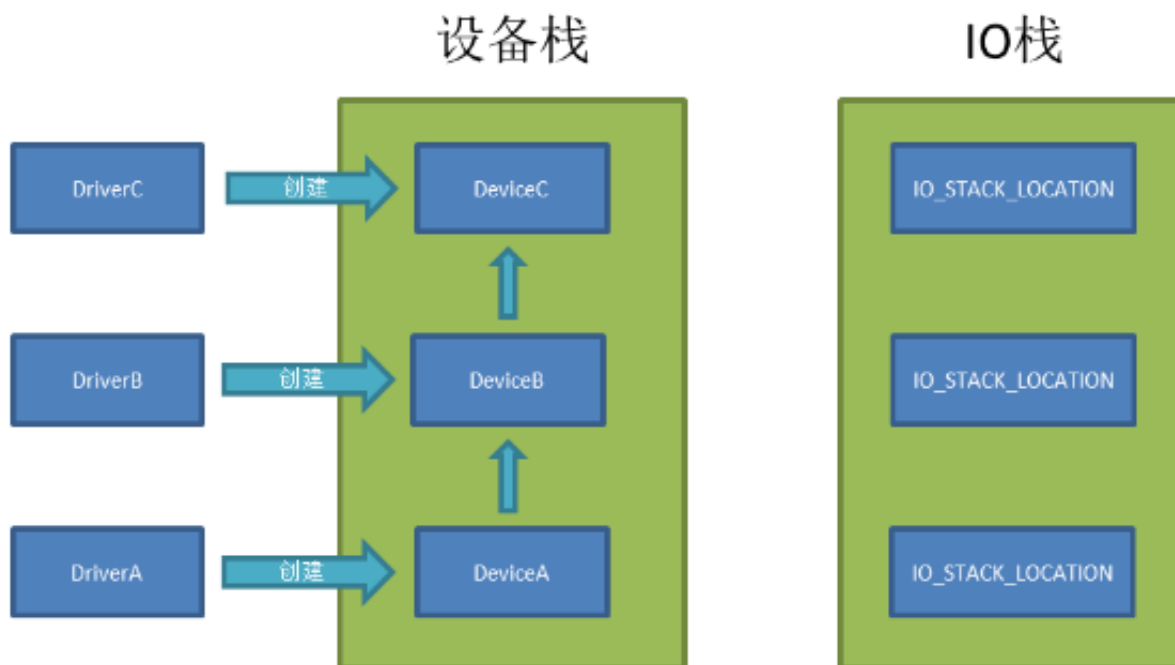 设备栈
IO栈
DriverC
创建
DeviceC
IO_STACK_LOCATION
DriverB
创建
DeviceB
IO_STACK_LOCATION
DriverA
创建
DeviceA
IO_STACK_LOCATION